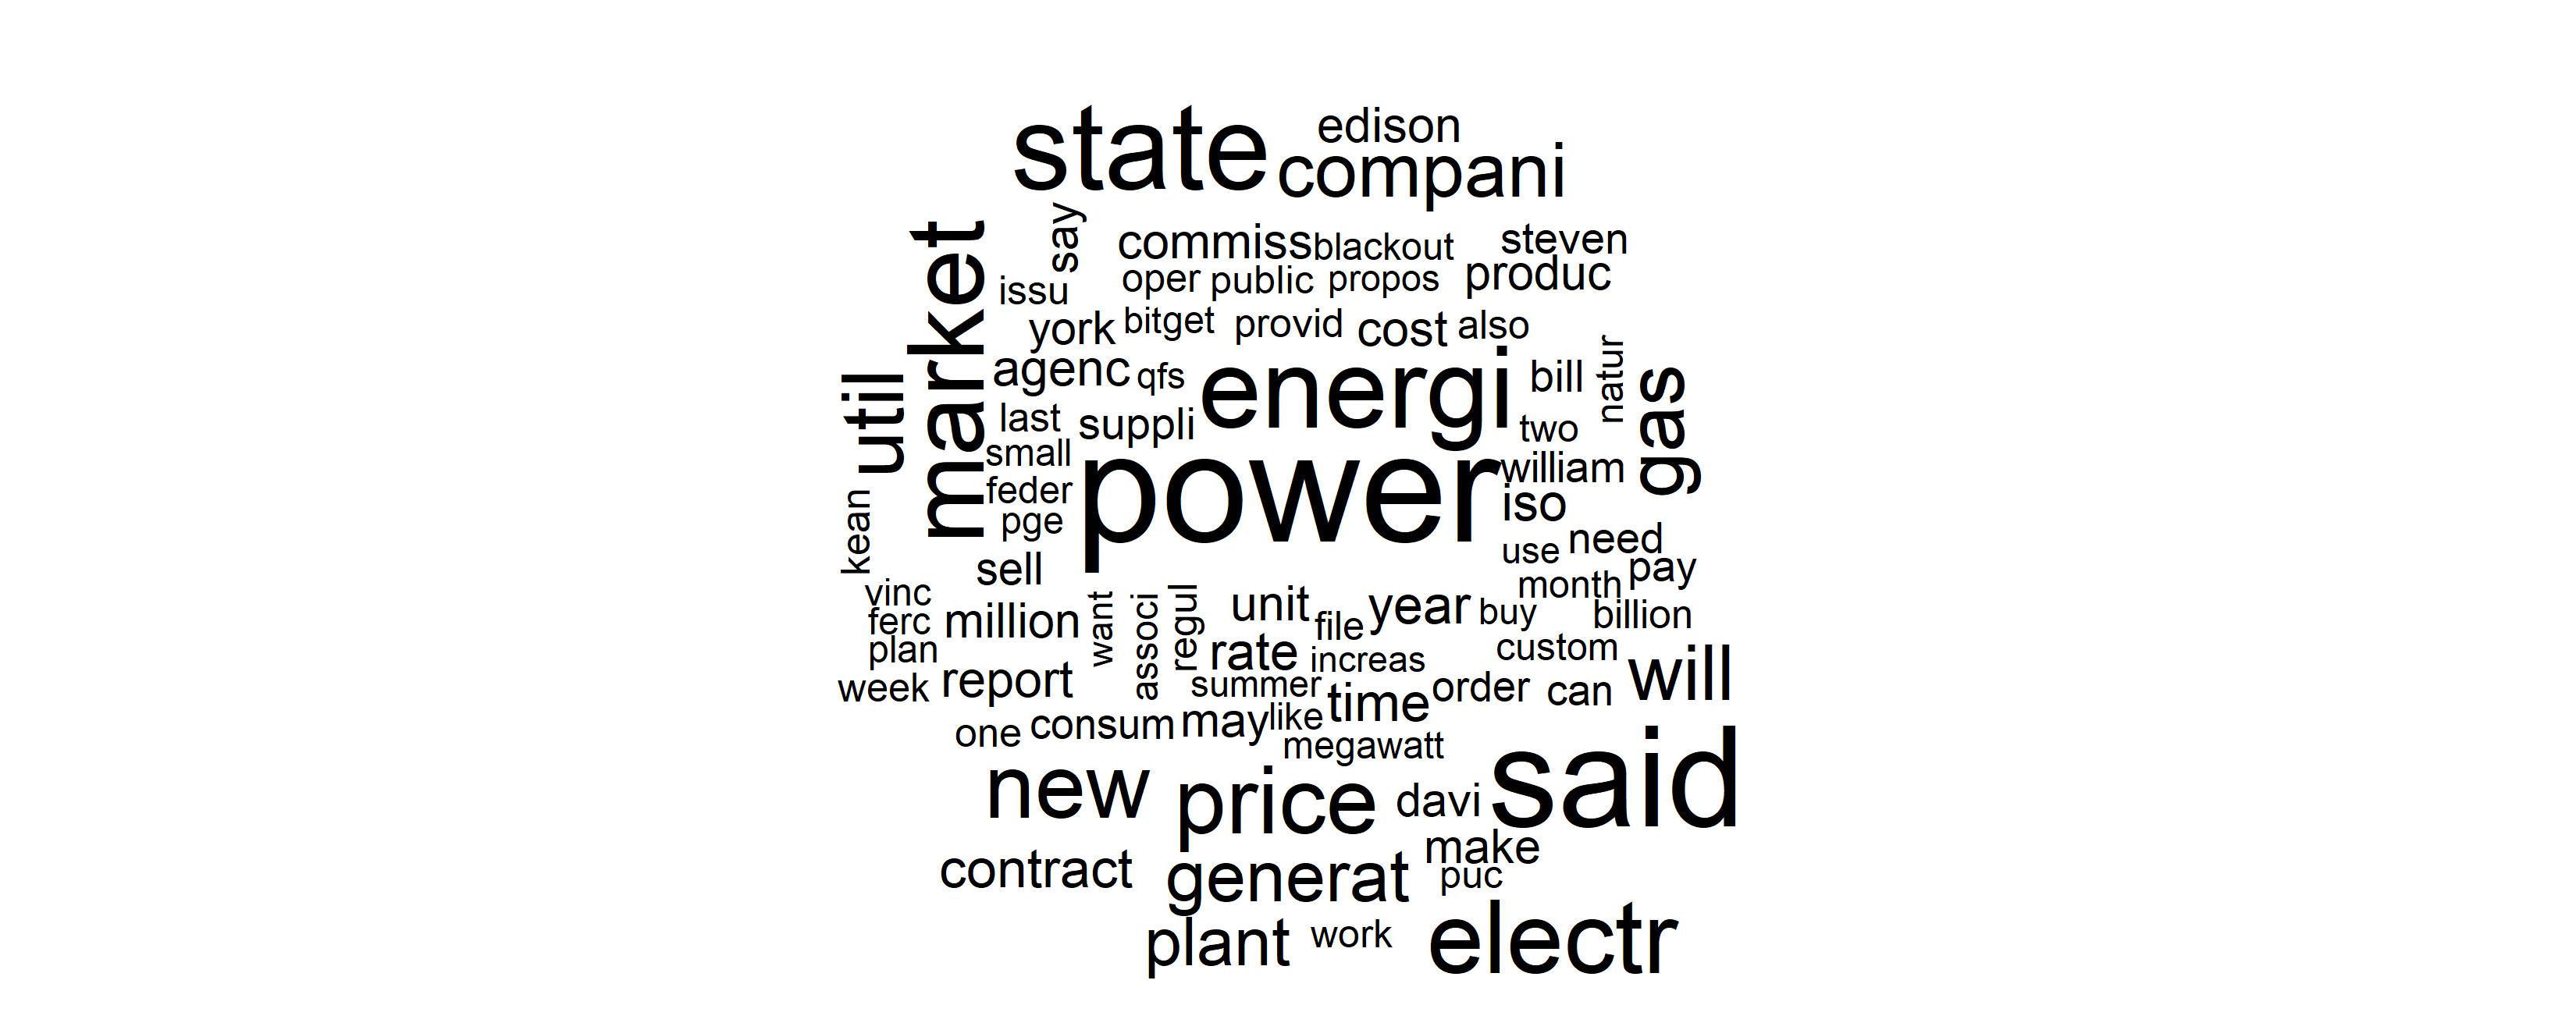 edison
state compani
say commiss blackout steven
issu oper public propos produc
market york bitget provid cost also
util agenc qfs energi bill natur gas
last suppli two
small power william
feder iso
kean pge use need
sell month pay
vinc unit year buy billion
ferc million want associ regul file
plan rate increas custom
week report summer time order can will
one consum may like
megawatt
new price davi said
make
contract generat puc
plant work electr